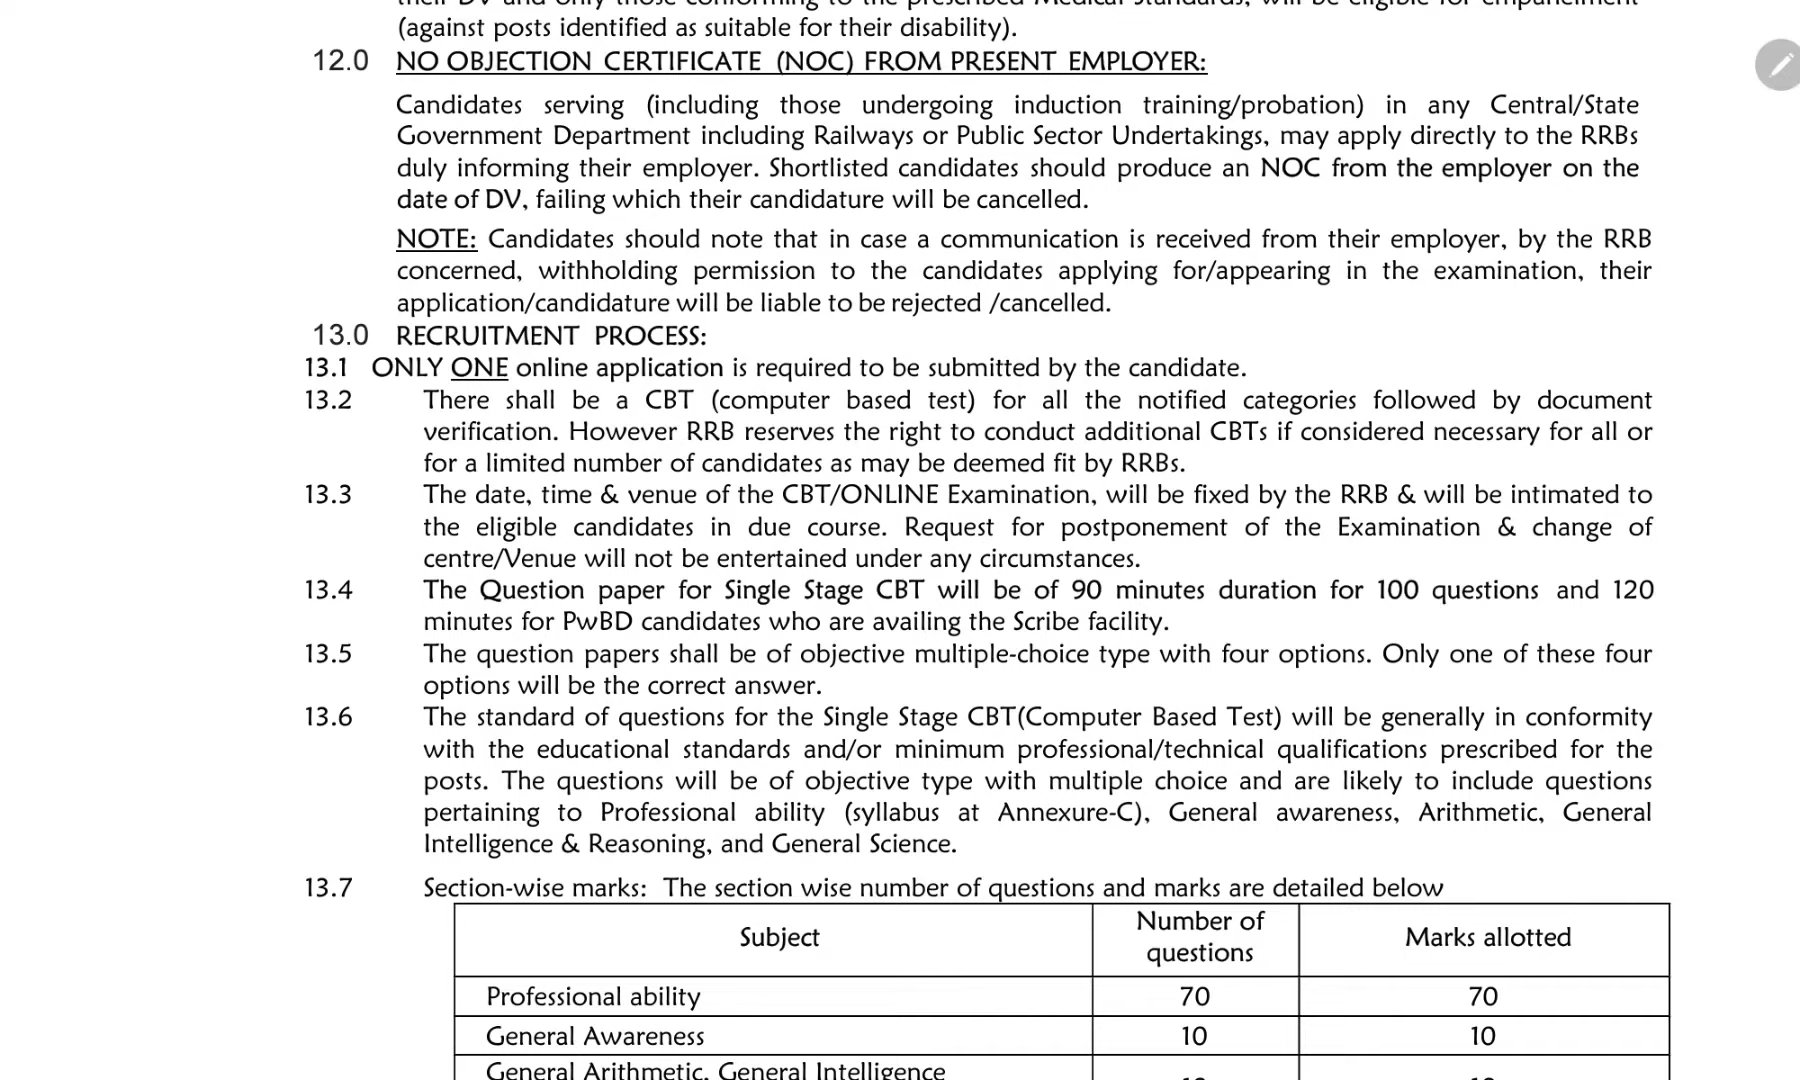 their DV and only those conforming to the prescribed Medical Standards, will be eligible for empanelment
(against posts identified as suitable for their disability).
12.0 NO OBJECTION CERTIFICATE (NOC) FROM PRESENT EMPLOYER:
Candidates serving (including those undergoing induction training/probation) in any Central/State
Government Department including Railways or Public Sector Undertakings, may apply directly to the RRBs
duly informing their employer. Shortlisted candidates should produce an NOC from the employer on the
date of DV, failing which their candidature will be cancelled.
NOTE: Candidates should note that in case a communication is received from their employer, by the RRB
concerned, withholding permission to the candidates applying for/appearing in the examination, their
application/candidature will be liable to be rejected /cancelled.
13.0 RECRUITMENT PROCESS:
13.1 ONLY ONE online application is required to be submitted by the candidate.
13.2 There shall be a CBT (computer based test) for all the notified categories followed by document
verification. However RRB reserves the right to conduct additional CBTs if considered necessary for all or
for a limited number of candidates as may be deemed fit by RRBs.
13.3 The date, time & venue of the CBT/ONLINE Examination, will be fixed by the RRB & will be intimated to
the eligible candidates in due course. Request for postponement of the Examination & change of
centre/Venue will not be entertained under any circumstances.
13.4 The Question paper for Single Stage CBT will be of 90 minutes duration for 100 questions and 120
minutes for PwBD candidates who are availing the Scribe facility.
13.5 The question papers shall be of objective multiple-choice type with four options. Only one of these four
options will be the correct answer.
13.6 The standard of questions for the Single Stage CBT(Computer Based Test) will be generally in conformity
with the educational standards and/or minimum professional/technical qualifications prescribed for the
posts. The questions will be of objective type with multiple choice and are likely to include questions
pertaining to Professional ability (syllabus at Annexure-C), General awareness, Arithmetic, General
Intelligence & Reasoning, and General Science.
13.7 Section-wise marks: The section wise number of questions and marks are detailed below
Subject Number of questions Marks allotted
Professional ability 70 70
General Awareness 10 10
General Arithmetic, General Intelligence